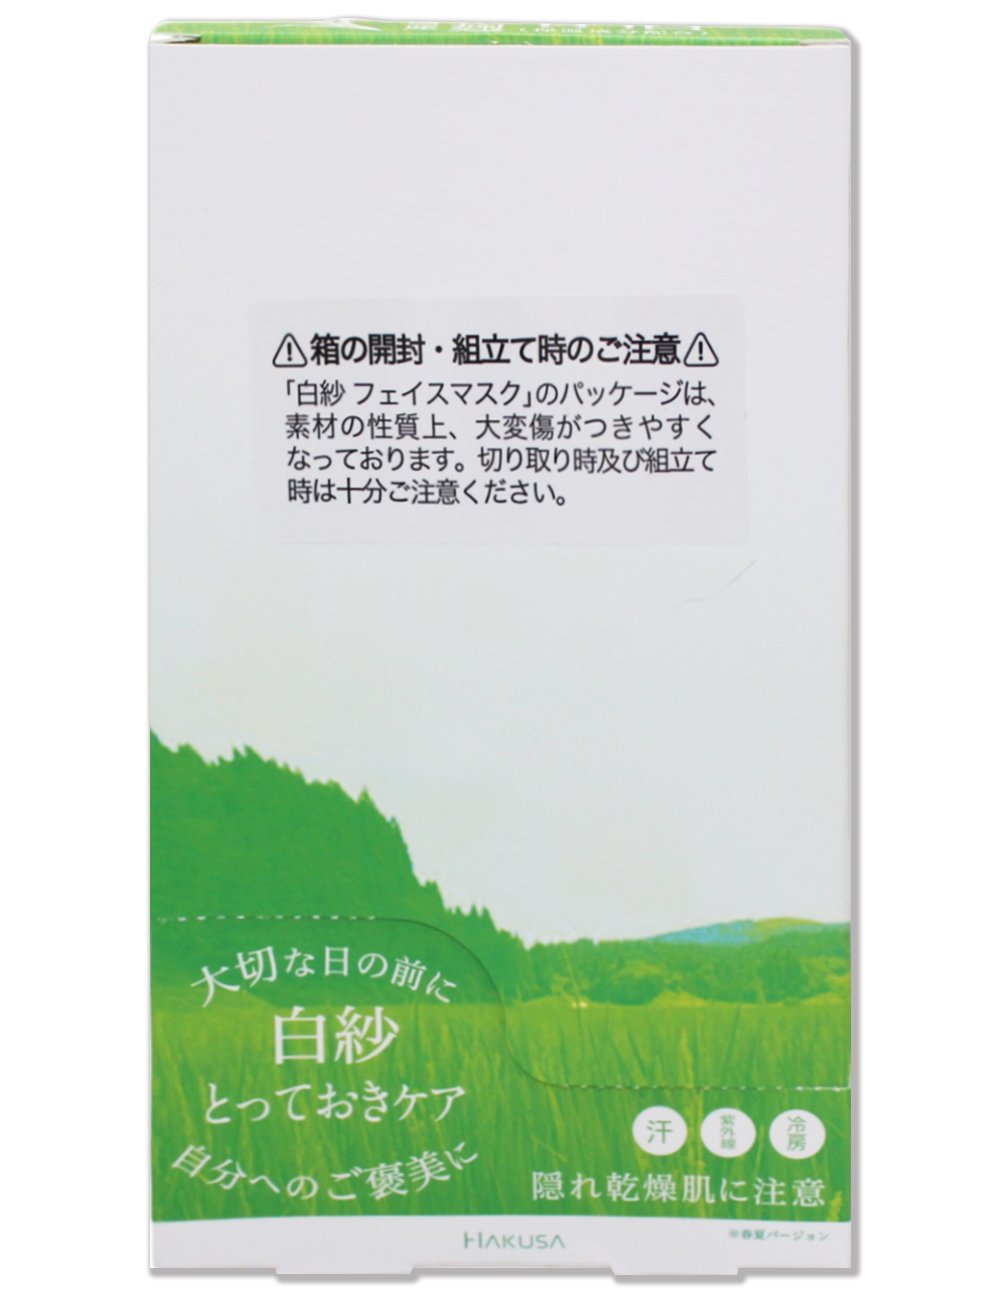 ⚠箱の開封・組立て時のご注意⚠
「白紗 フェイスマスク」のパッケージは、
素材の性質上、大変傷がつきやすく
なっております。切り取り時及び組立て
時は十分ご注意ください。
大切な日の前に
白紗
とっておきケア
自分へのご褒美に
汗
紫外線
冷房
隠れ乾燥肌に注意
HAKUSA
※春夏バージョン